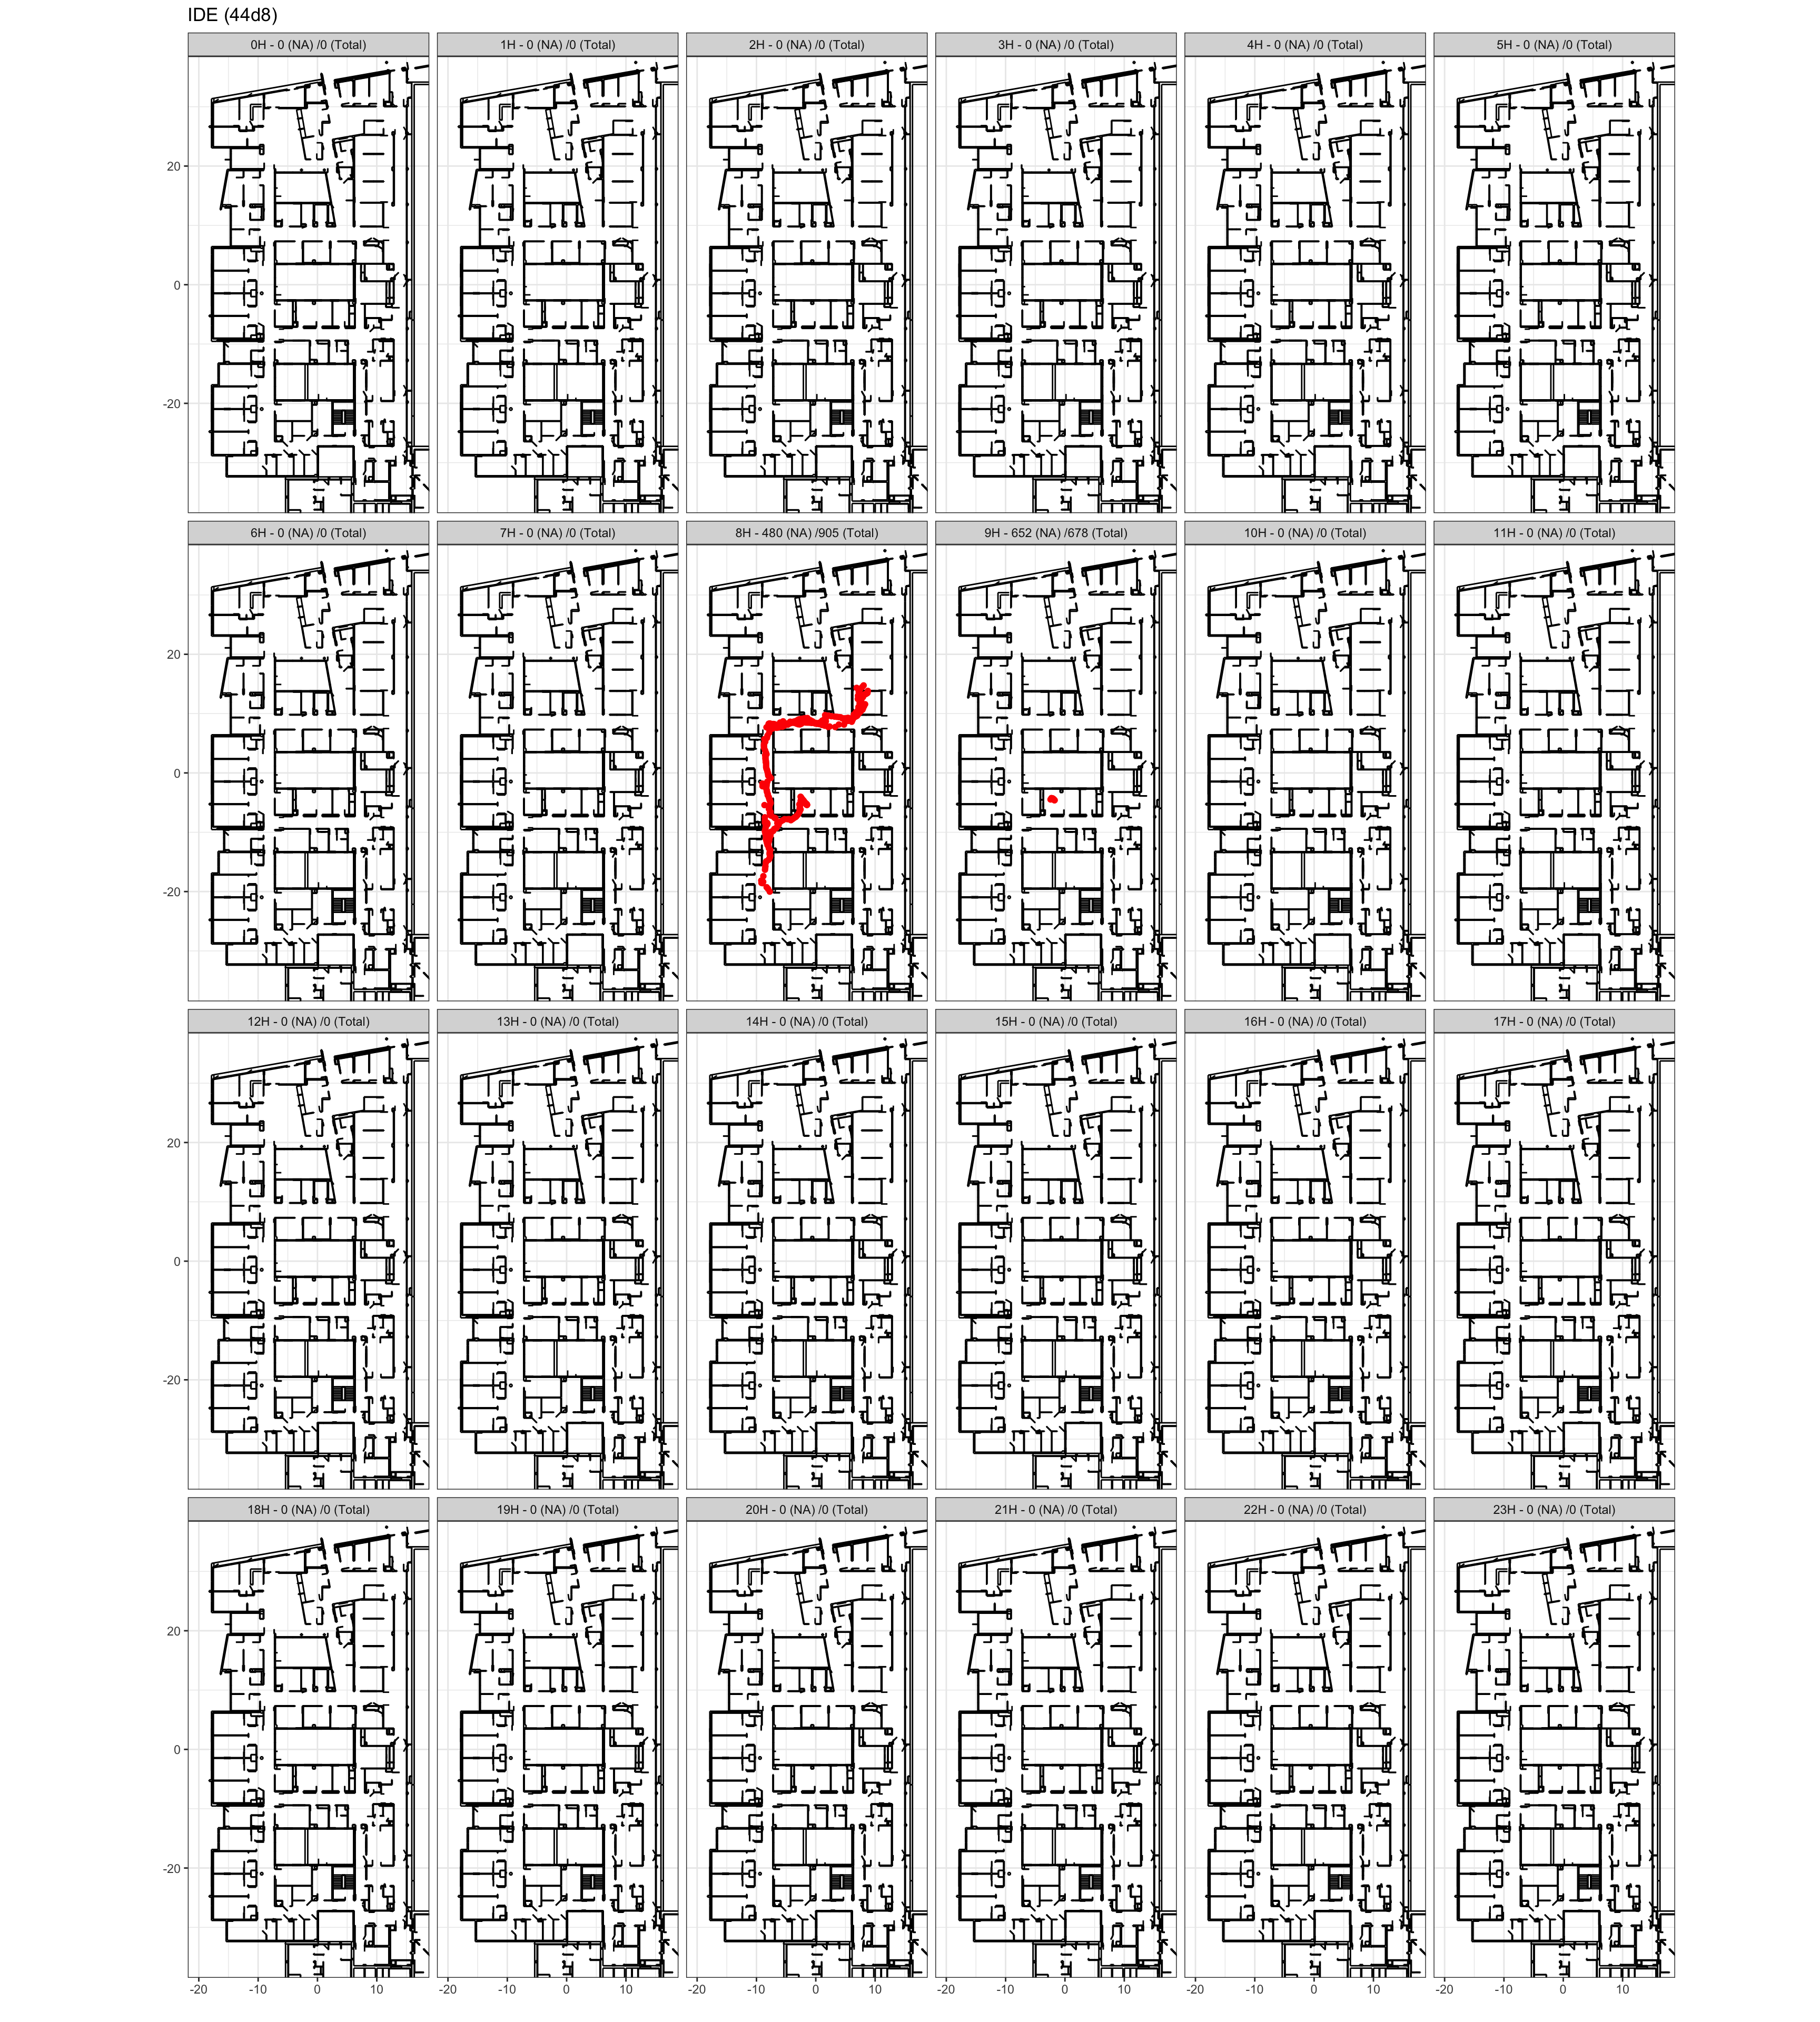 IDE (44d8)
0H - 0 (NA) /0 (Total) 1H - 0 (NA) /0 (Total) 2H - 0 (NA) /0 (Total) 3H - 0 (NA) /0 (Total) 4H - 0 (NA) /0 (Total) 5H - 0 (NA) /0 (Total)
20
0
-20
6H - 0 (NA) /0 (Total) 7H - 0 (NA) /0 (Total) 8H - 480 (NA) /905 (Total) 9H - 652 (NA) /678 (Total) 10H - 0 (NA) /0 (Total) 11H - 0 (NA) /0 (Total)
20
0
-20
12H - 0 (NA) /0 (Total) 13H - 0 (NA) /0 (Total) 14H - 0 (NA) /0 (Total) 15H - 0 (NA) /0 (Total) 16H - 0 (NA) /0 (Total) 17H - 0 (NA) /0 (Total)
20
0
-20
18H - 0 (NA) /0 (Total) 19H - 0 (NA) /0 (Total) 20H - 0 (NA) /0 (Total) 21H - 0 (NA) /0 (Total) 22H - 0 (NA) /0 (Total) 23H - 0 (NA) /0 (Total)
20
0
-20
-20 -10 0 10 -20 -10 0 10 -20 -10 0 10 -20 -10 0 10 -20 -10 0 10 -20 -10 0 10